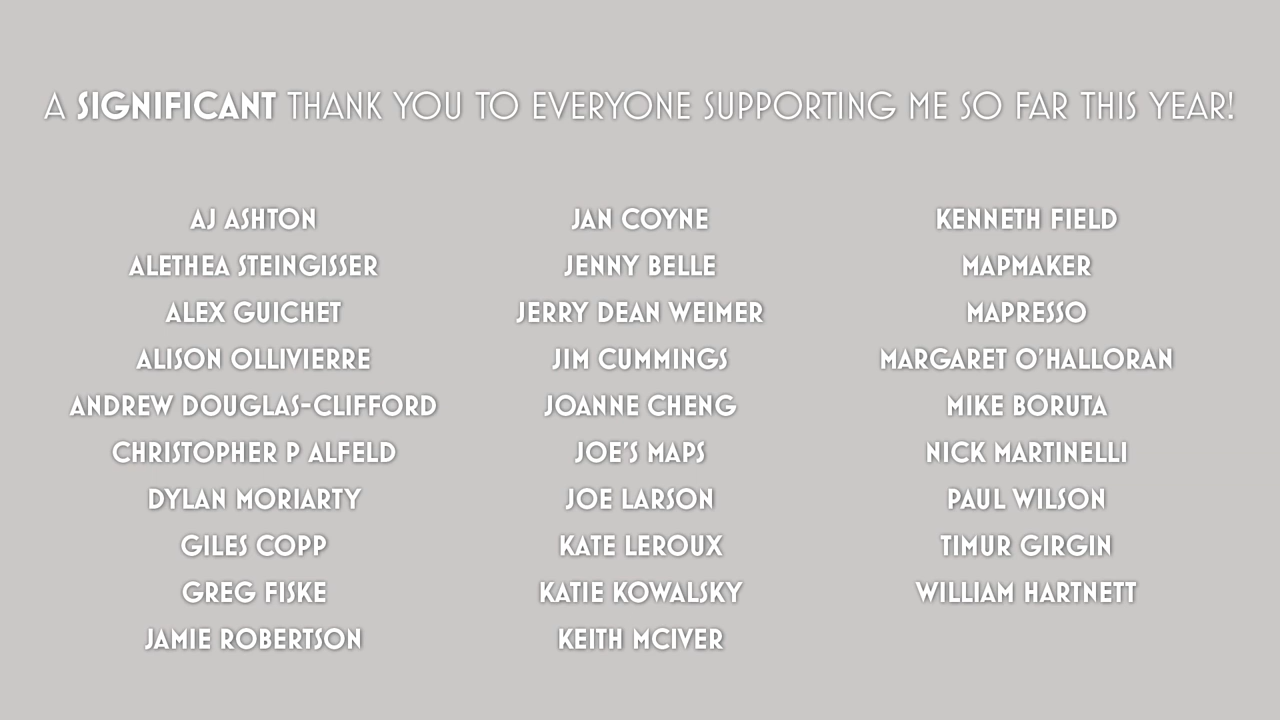 A SIGNIFICANT THANK YOU TO EVERYONE SUPPORTING ME SO FAR THIS YEAR!
AJ ASHTON
ALETHEA STEINGISSER
ALEX GUICHET
ALISON OLLIVIERRE
ANDREW DOUGLAS-CLIFFORD
CHRISTOPHER P ALFELD
DYLAN MORIARTY
GILES COPP
GREG FISKE
JAMIE ROBERTSON
JAN COYNE
JENNY BELLE
JERRY DEAN WEIMER
JIM CUMMINGS
JOANNE CHENG
JOE'S MAPS
JOE LARSON
KATE LEROUX
KATIE KOWALSKY
KEITH MCIVER
KENNETH FIELD
MAPMAKER
MAPRESSO
MARGARET O'HALLORAN
MIKE BORUTA
NICK MARTINELLI
PAUL WILSON
TIMUR GIRGIN
WILLIAM HARTNETT